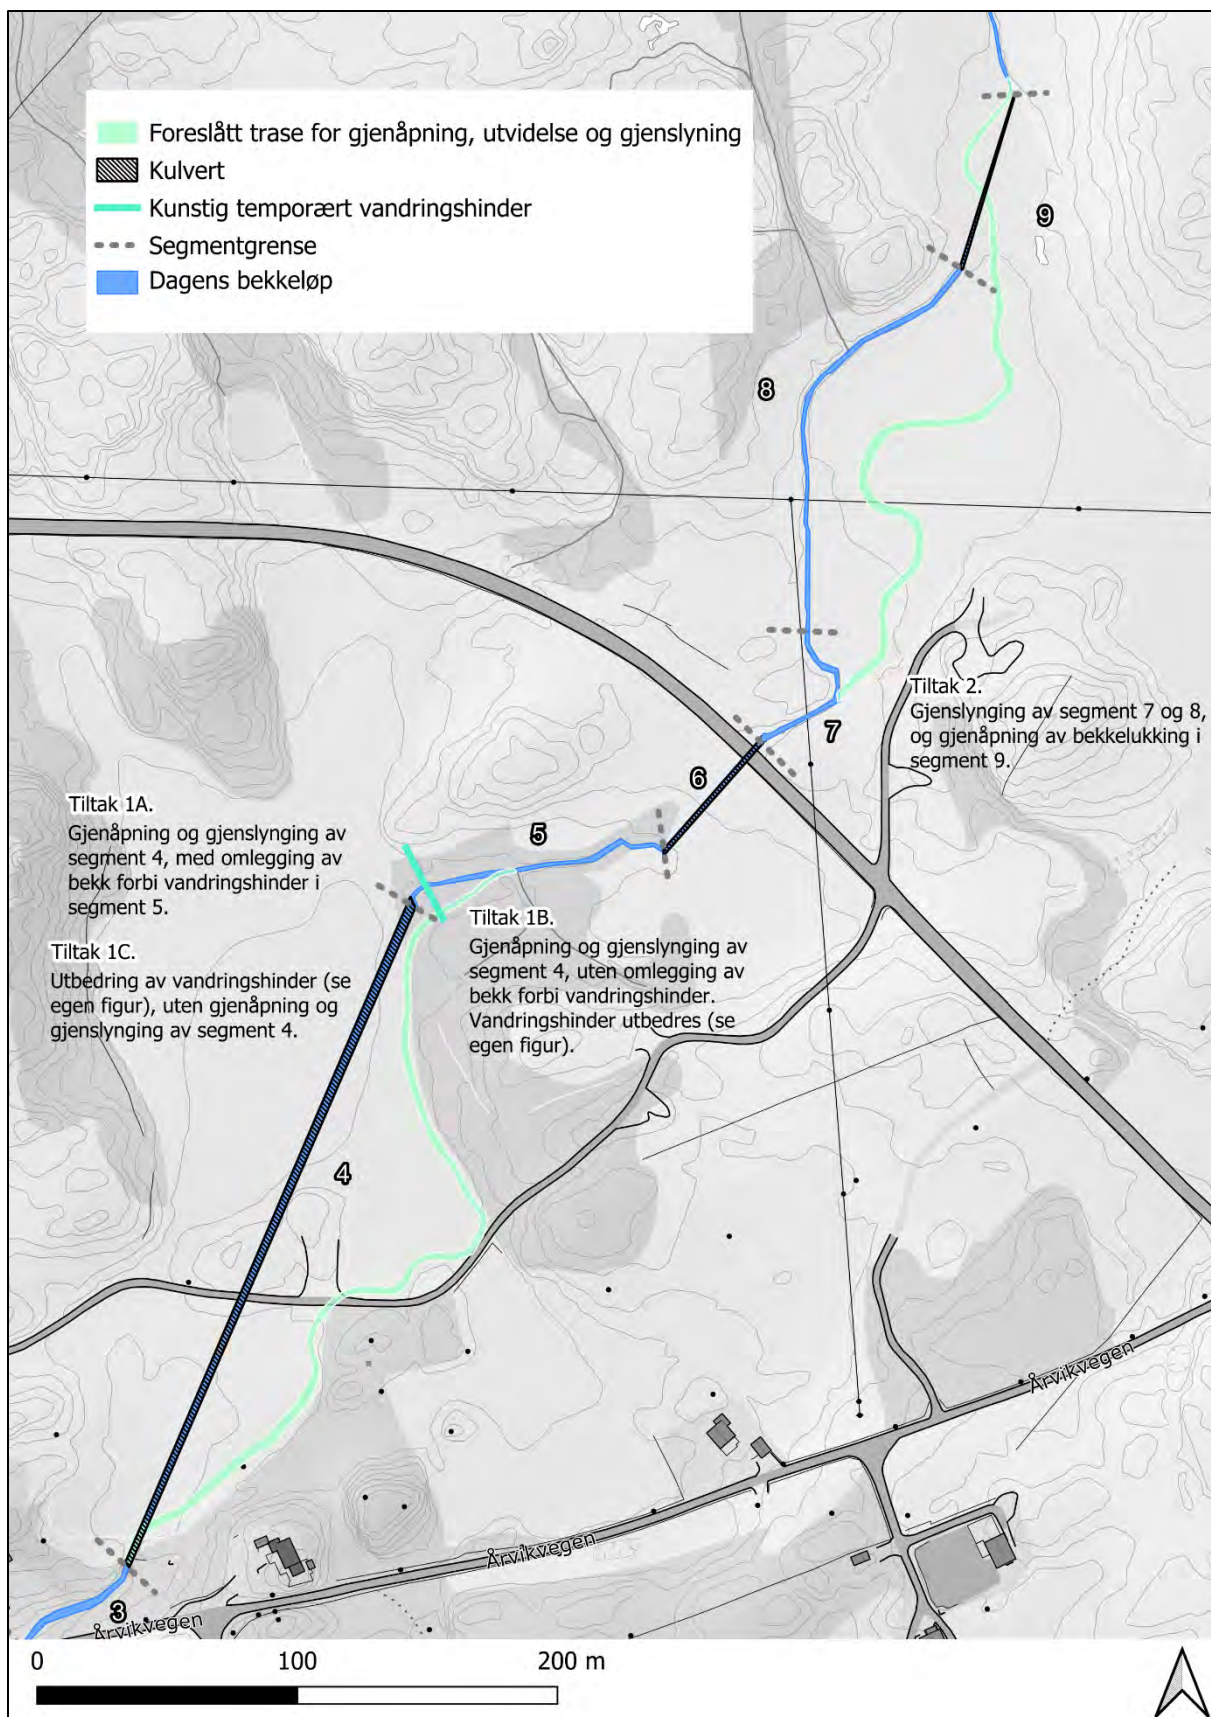 Foreslått trase for gjenåpning, utvidelse og gjenslyning
Kulvert
Kunstig temporært vandringshinder
Segmentgrense
Dagens bekkeløp
9
8
Tiltak 2.
Gjenslynging av segment 7 og 8,
og gjenåpning av bekkelukking i
segment 9.
7
6
5
Tiltak 1A.
Gjenåpning og gjenslynging av
segment 4, med omlegging av
bekk forbi vandringshinder i
segment 5.
Tiltak 1B.
Gjenåpning og gjenslynging av
segment 4, uten omlegging av
bekk forbi vandringshinder.
Vandringshinder utbedres (se
egen figur).
Tiltak 1C.
Utbedring av vandringshinder (se
egen figur), uten gjenåpning og
gjenslynging av segment 4.
4
Årvikvegen
Årvikvegen
3
Årvikvegen
0 100 200 m